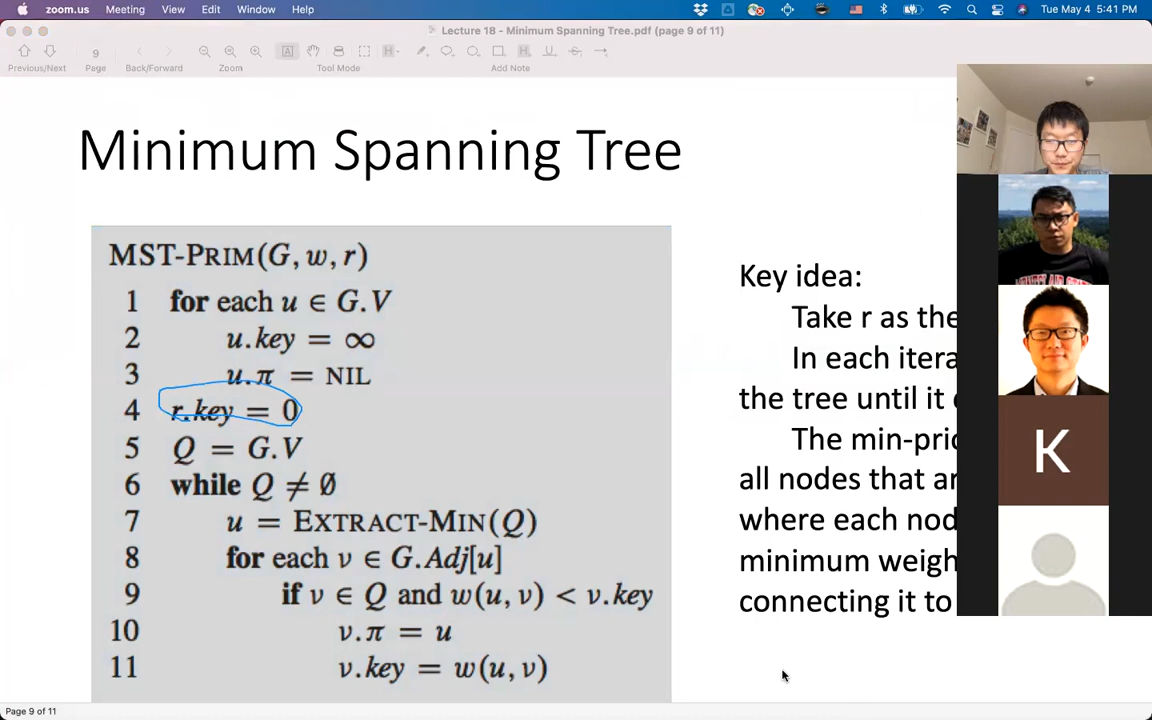 zoom.us Meeting View Edit Window Help Tue May 4 5:41 PM
Lecture 18 - Minimum Spanning Tree.pdf (page 9 of 11)
9
Previous/Next Page Back/Forward Zoom Tool Mode Add Note
Minimum Spanning Tree
MST-PRIM(G, w, r)
1 for each u ∈ G.V
2 u.key = ∞
3 u.π = NIL
4 r.key = 0
5 Q = G.V
6 while Q ≠ ∅
7 u = EXTRACT-MIN(Q)
8 for each v ∈ G.Adj[u]
9 if v ∈ Q and w(u, v) < v.key
10 v.π = u
11 v.key = w(u, v)
Key idea:
Take r as the
In each itera
the tree until it
The min-pri
all nodes that a
where each nod
minimum weigh
connecting it to
K
Page 9 of 11